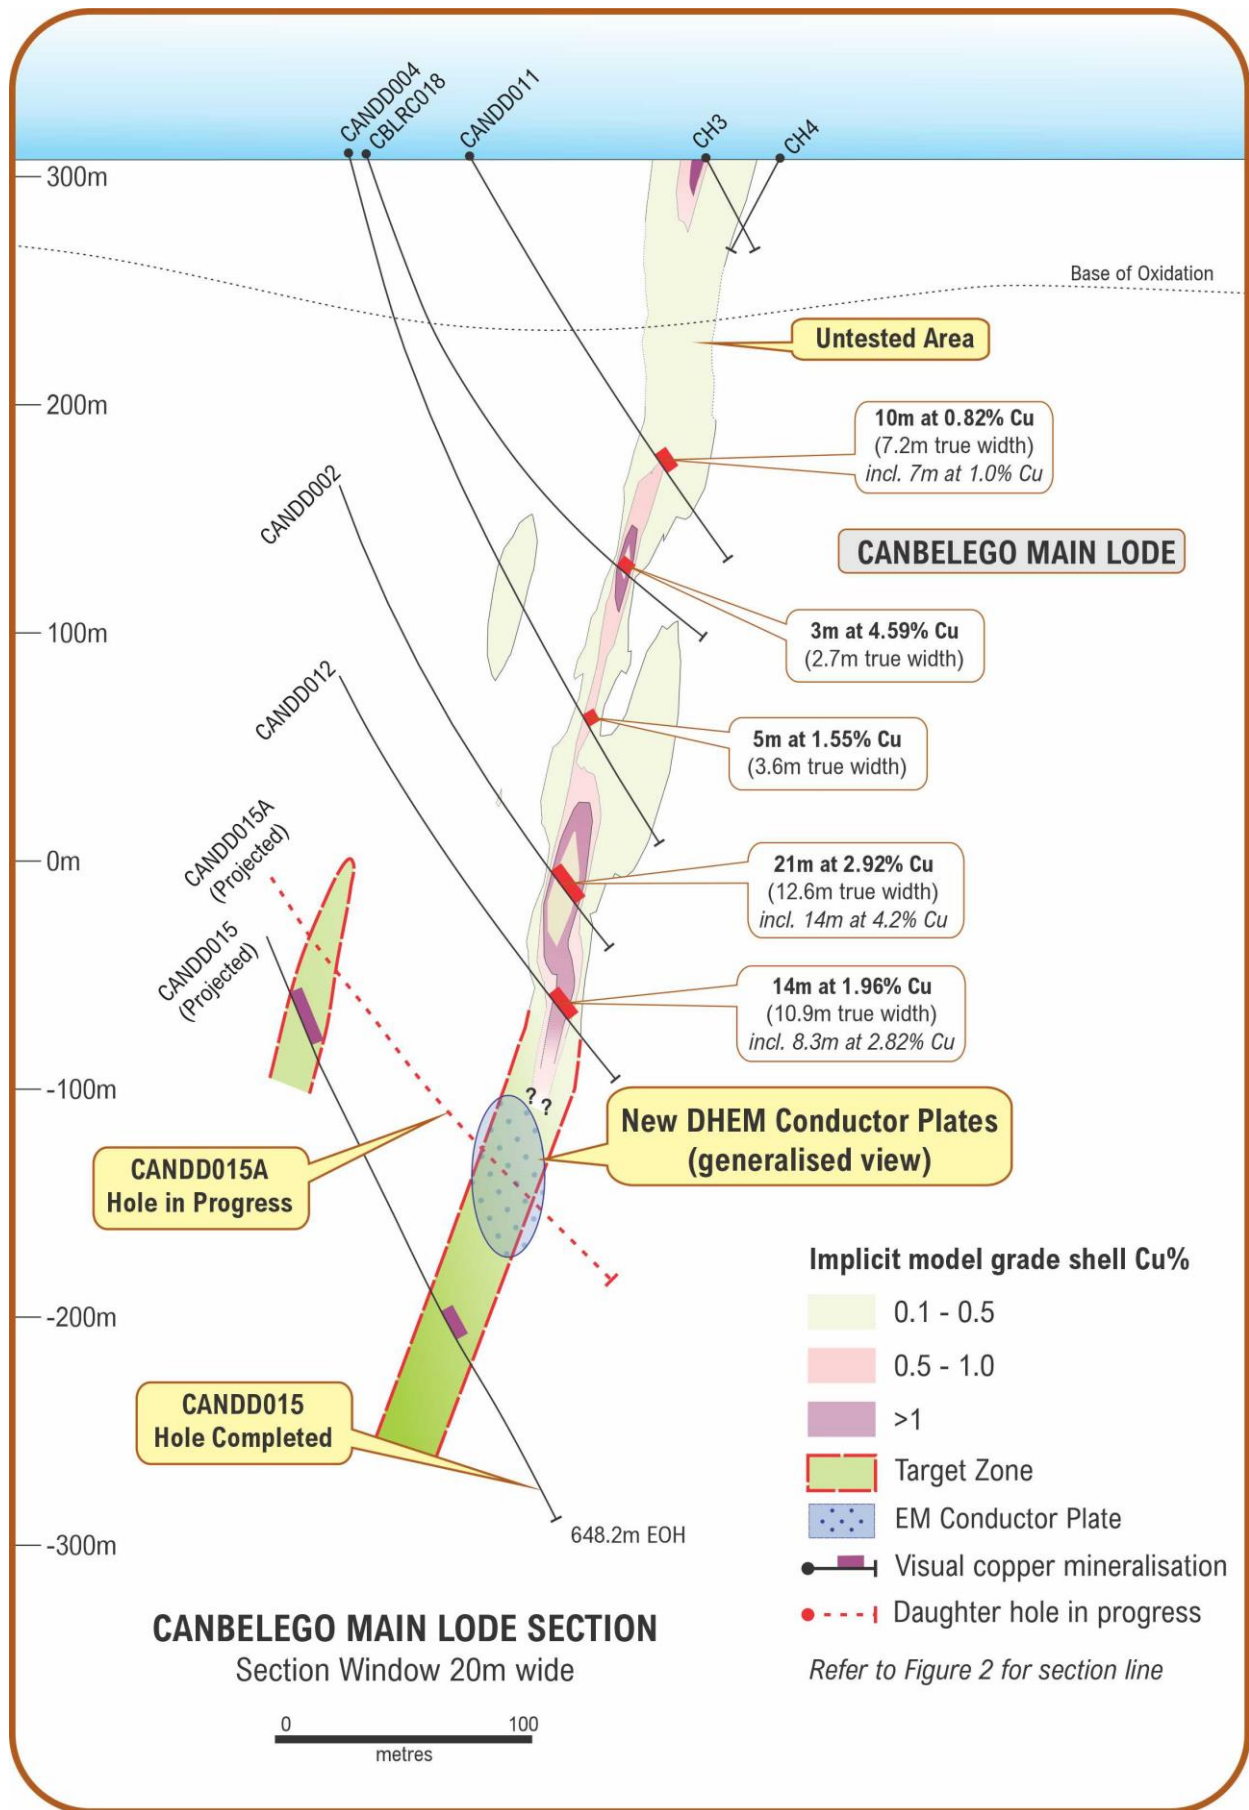 CANDD004
CBLRC018
CANDD011
CH3
CH4
300m
Base of Oxidation
Untested Area
200m
10m at 0.82% Cu
(7.2m true width)
incl. 7m at 1.0% Cu
CANDD002
CANBELEGO MAIN LODE
100m
3m at 4.59% Cu
(2.7m true width)
CANDD012
5m at 1.55% Cu
(3.6m true width)
CANDD015A
(Projected)
0m
21m at 2.92% Cu
(12.6m true width)
incl. 14m at 4.2% Cu
CANDD015
(Projected)
14m at 1.96% Cu
(10.9m true width)
incl. 8.3m at 2.82% Cu
-100m
? ?
New DHEM Conductor Plates
(generalised view)
CANDD015A
Hole in Progress
-200m
Implicit model grade shell Cu%
0.1 - 0.5
0.5 - 1.0
>1
Target Zone
EM Conductor Plate
Visual copper mineralisation
Daughter hole in progress
Refer to Figure 2 for section line
CANDD015
Hole Completed
648.2m EOH
-300m
CANBELEGO MAIN LODE SECTION
Section Window 20m wide
0 100
metres